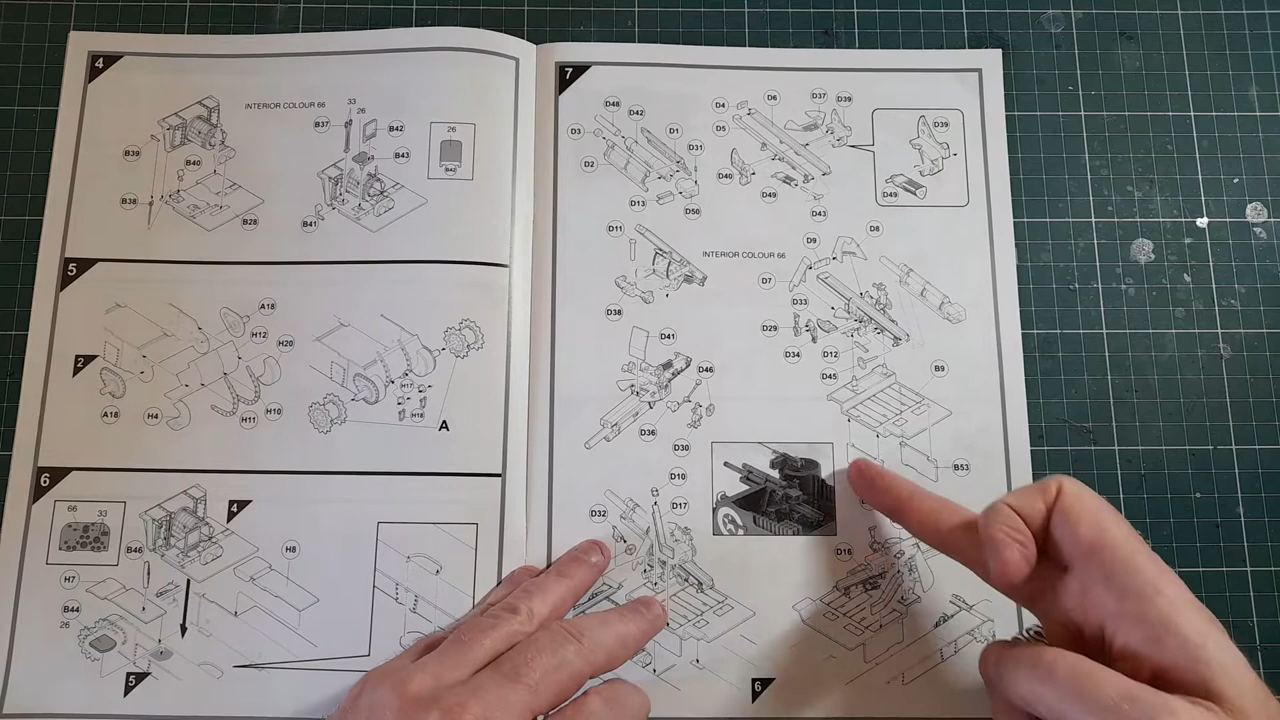 4
INTERIOR COLOUR 66
33
26
B37
B42
B43
26
B42
B39
B40
B38
B28
B41
5
A18
H12
H20
2
A18
H4
H11
H10
H17
H18
A
6
66
33
4
B46
H8
H7
B44
26
5
7
D48
D42
D3
D1
D31
D2
D13
D50
D4
D6
D37
D39
D5
D40
D49
D43
D39
D49
D11
INTERIOR COLOUR 66
D38
D9
D8
D7
D33
D29
D34
D12
D45
B9
B53
D41
D46
D36
D30
D10
D17
D32
D16
6